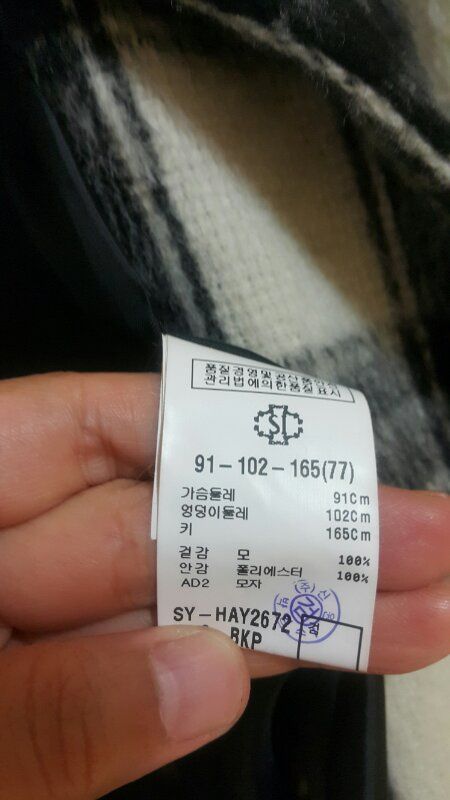 품질경영및공산품안전
관리법에의한품질표시
91-102-165(77)
가슴둘레 91Cm
엉덩이둘레 102Cm
키 165Cm
겉감 모 100%
안감 폴리에스터 100%
AD2 모자
SY-HAY2672
BKP